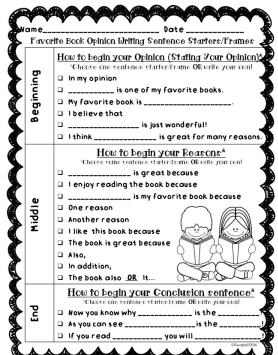 Name____________________ Date ____________
Favorite Book Opinion Writing Sentence Starters/Frames
Beginning
How to begin your Opinion (Stating Your Opinion)*
*Choose one sentence starter/frame OR write your own!
In my opinion
__________ is one of my favorite books.
My favorite book is ____________________.
I believe that
__________ is just wonderful!
I think __________ is great for many reasons.
Middle
How to begin your Reasons*
*Choose some sentence starter/frame OR write your own!
__________ is great because
I enjoy reading the book because
__________ is my favorite book because
One reason
Another reason
I like this book because
The book is great because
Also,
In addition,
The book also OR It...
End
How to begin your Conclusion sentence*
*Choose one sentence starter/frame OR write your own!
Now you know why __________ is the __________!
As you can see __________ is the __________!
If you read __________ you will __________!